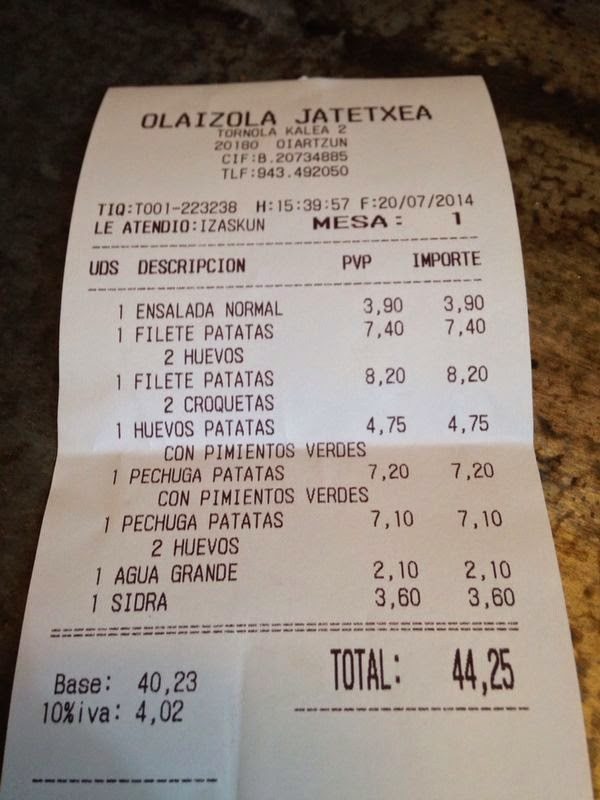 OLAIZOLA JATETXEA
TORNOLA KALEA 2
20180 OIARTZUN
CIF:B.20734885
TLF:943.492050
TIQ:T001-223238 H:15:39:57 F:20/07/2014
LE ATENDIO:IZASKUN MESA: 1
UDS DESCRIPCION PVP IMPORTE
1 ENSALADA NORMAL 3,90 3,90
1 FILETE PATATAS 7,40 7,40
2 HUEVOS
1 FILETE PATATAS 8,20 8,20
2 CROQUETAS
1 HUEVOS PATATAS 4,75 4,75
CON PIMIENTOS VERDES
1 PECHUGA PATATAS 7,20 7,20
CON PIMIENTOS VERDES
1 PECHUGA PATATAS 7,10 7,10
2 HUEVOS
1 AGUA GRANDE 2,10 2,10
1 SIDRA 3,60 3,60
TOTAL: 44,25
Base: 40,23
10%iva: 4,02